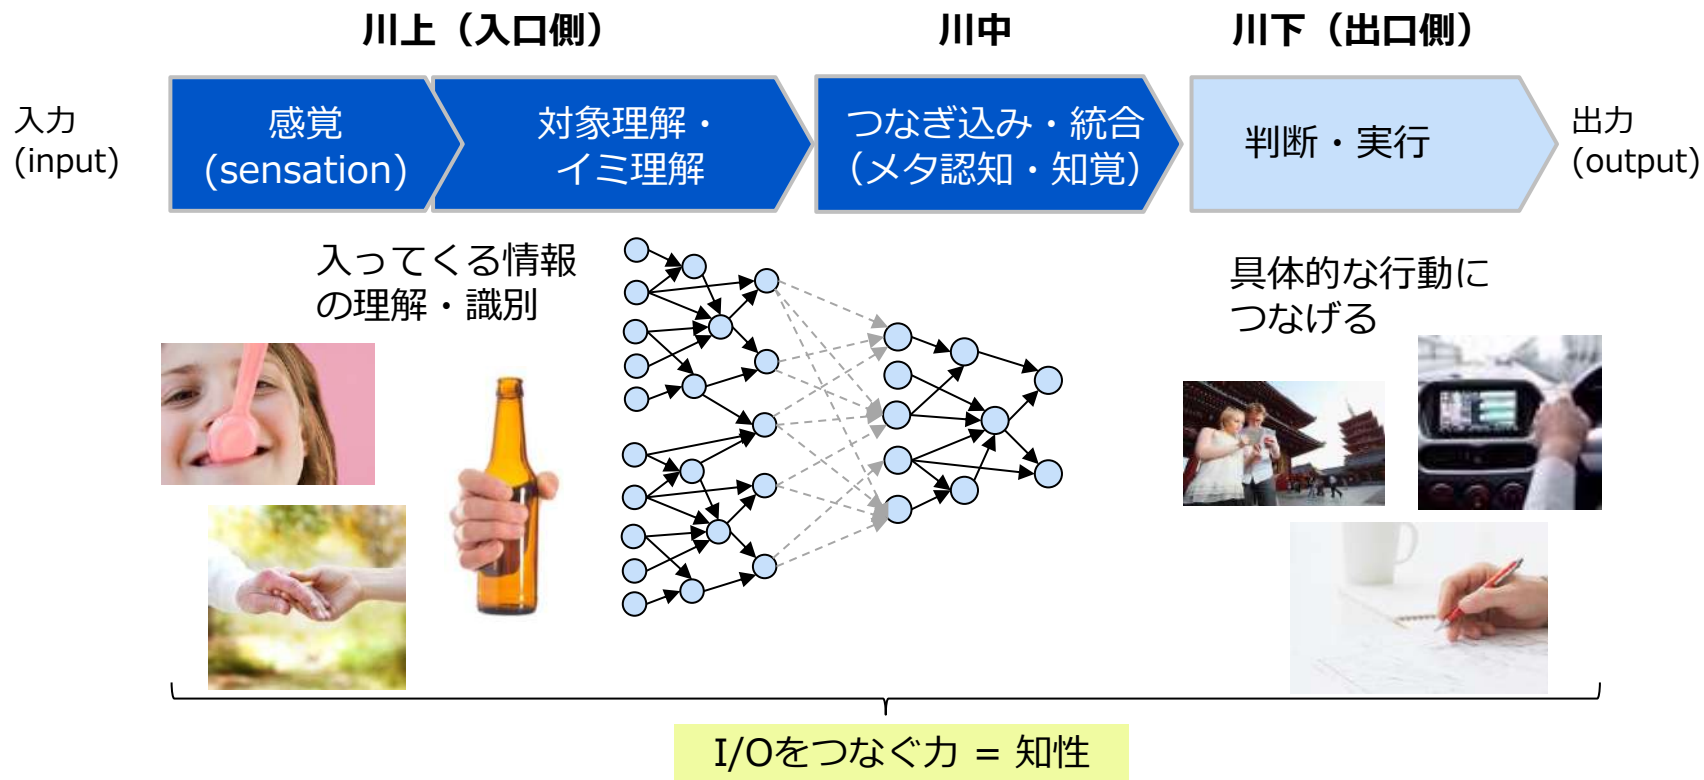 川上（入口側）
川中
川下（出口側）
入力
(input)
感覚
(sensation)
対象理解・
イミ理解
つなぎ込み・統合
（メタ認知・知覚）
判断・実行
出力
(output)
入ってくる情報
の理解・識別
具体的な行動に
つなげる
I/Oをつなぐ力 = 知性